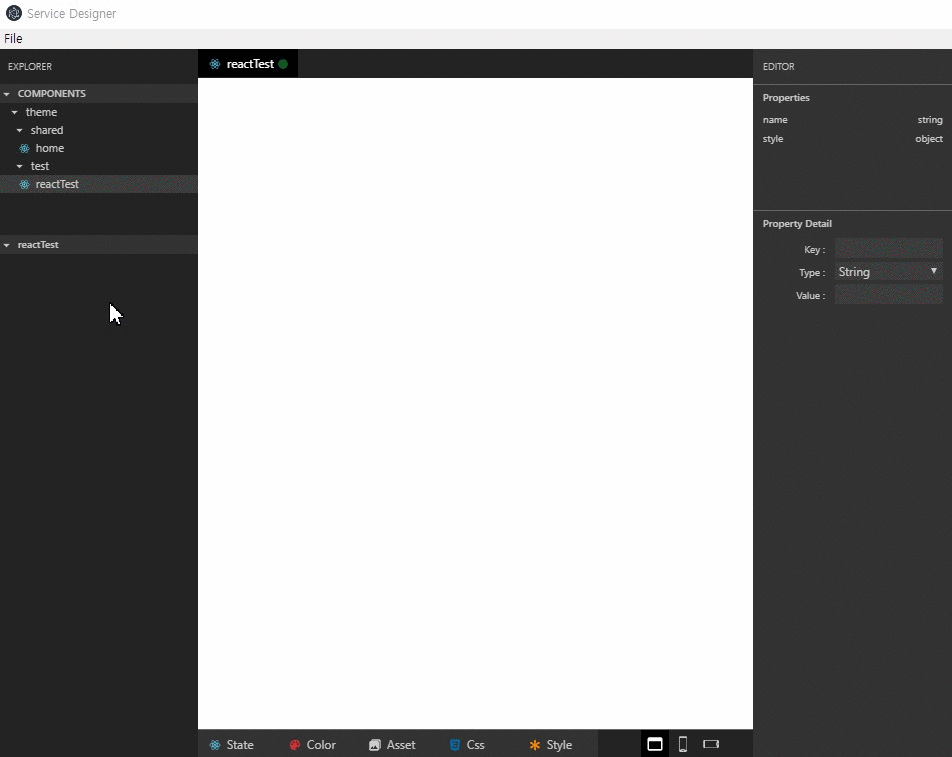 Service Designer
File
EXPLORER
COMPONENTS
theme
shared
home
test
reactTest
reactTest
reactTest
State
Color
Asset
Css
Style
EDITOR
Properties
name string
style object
Property Detail
Key :
Type : String
Value :